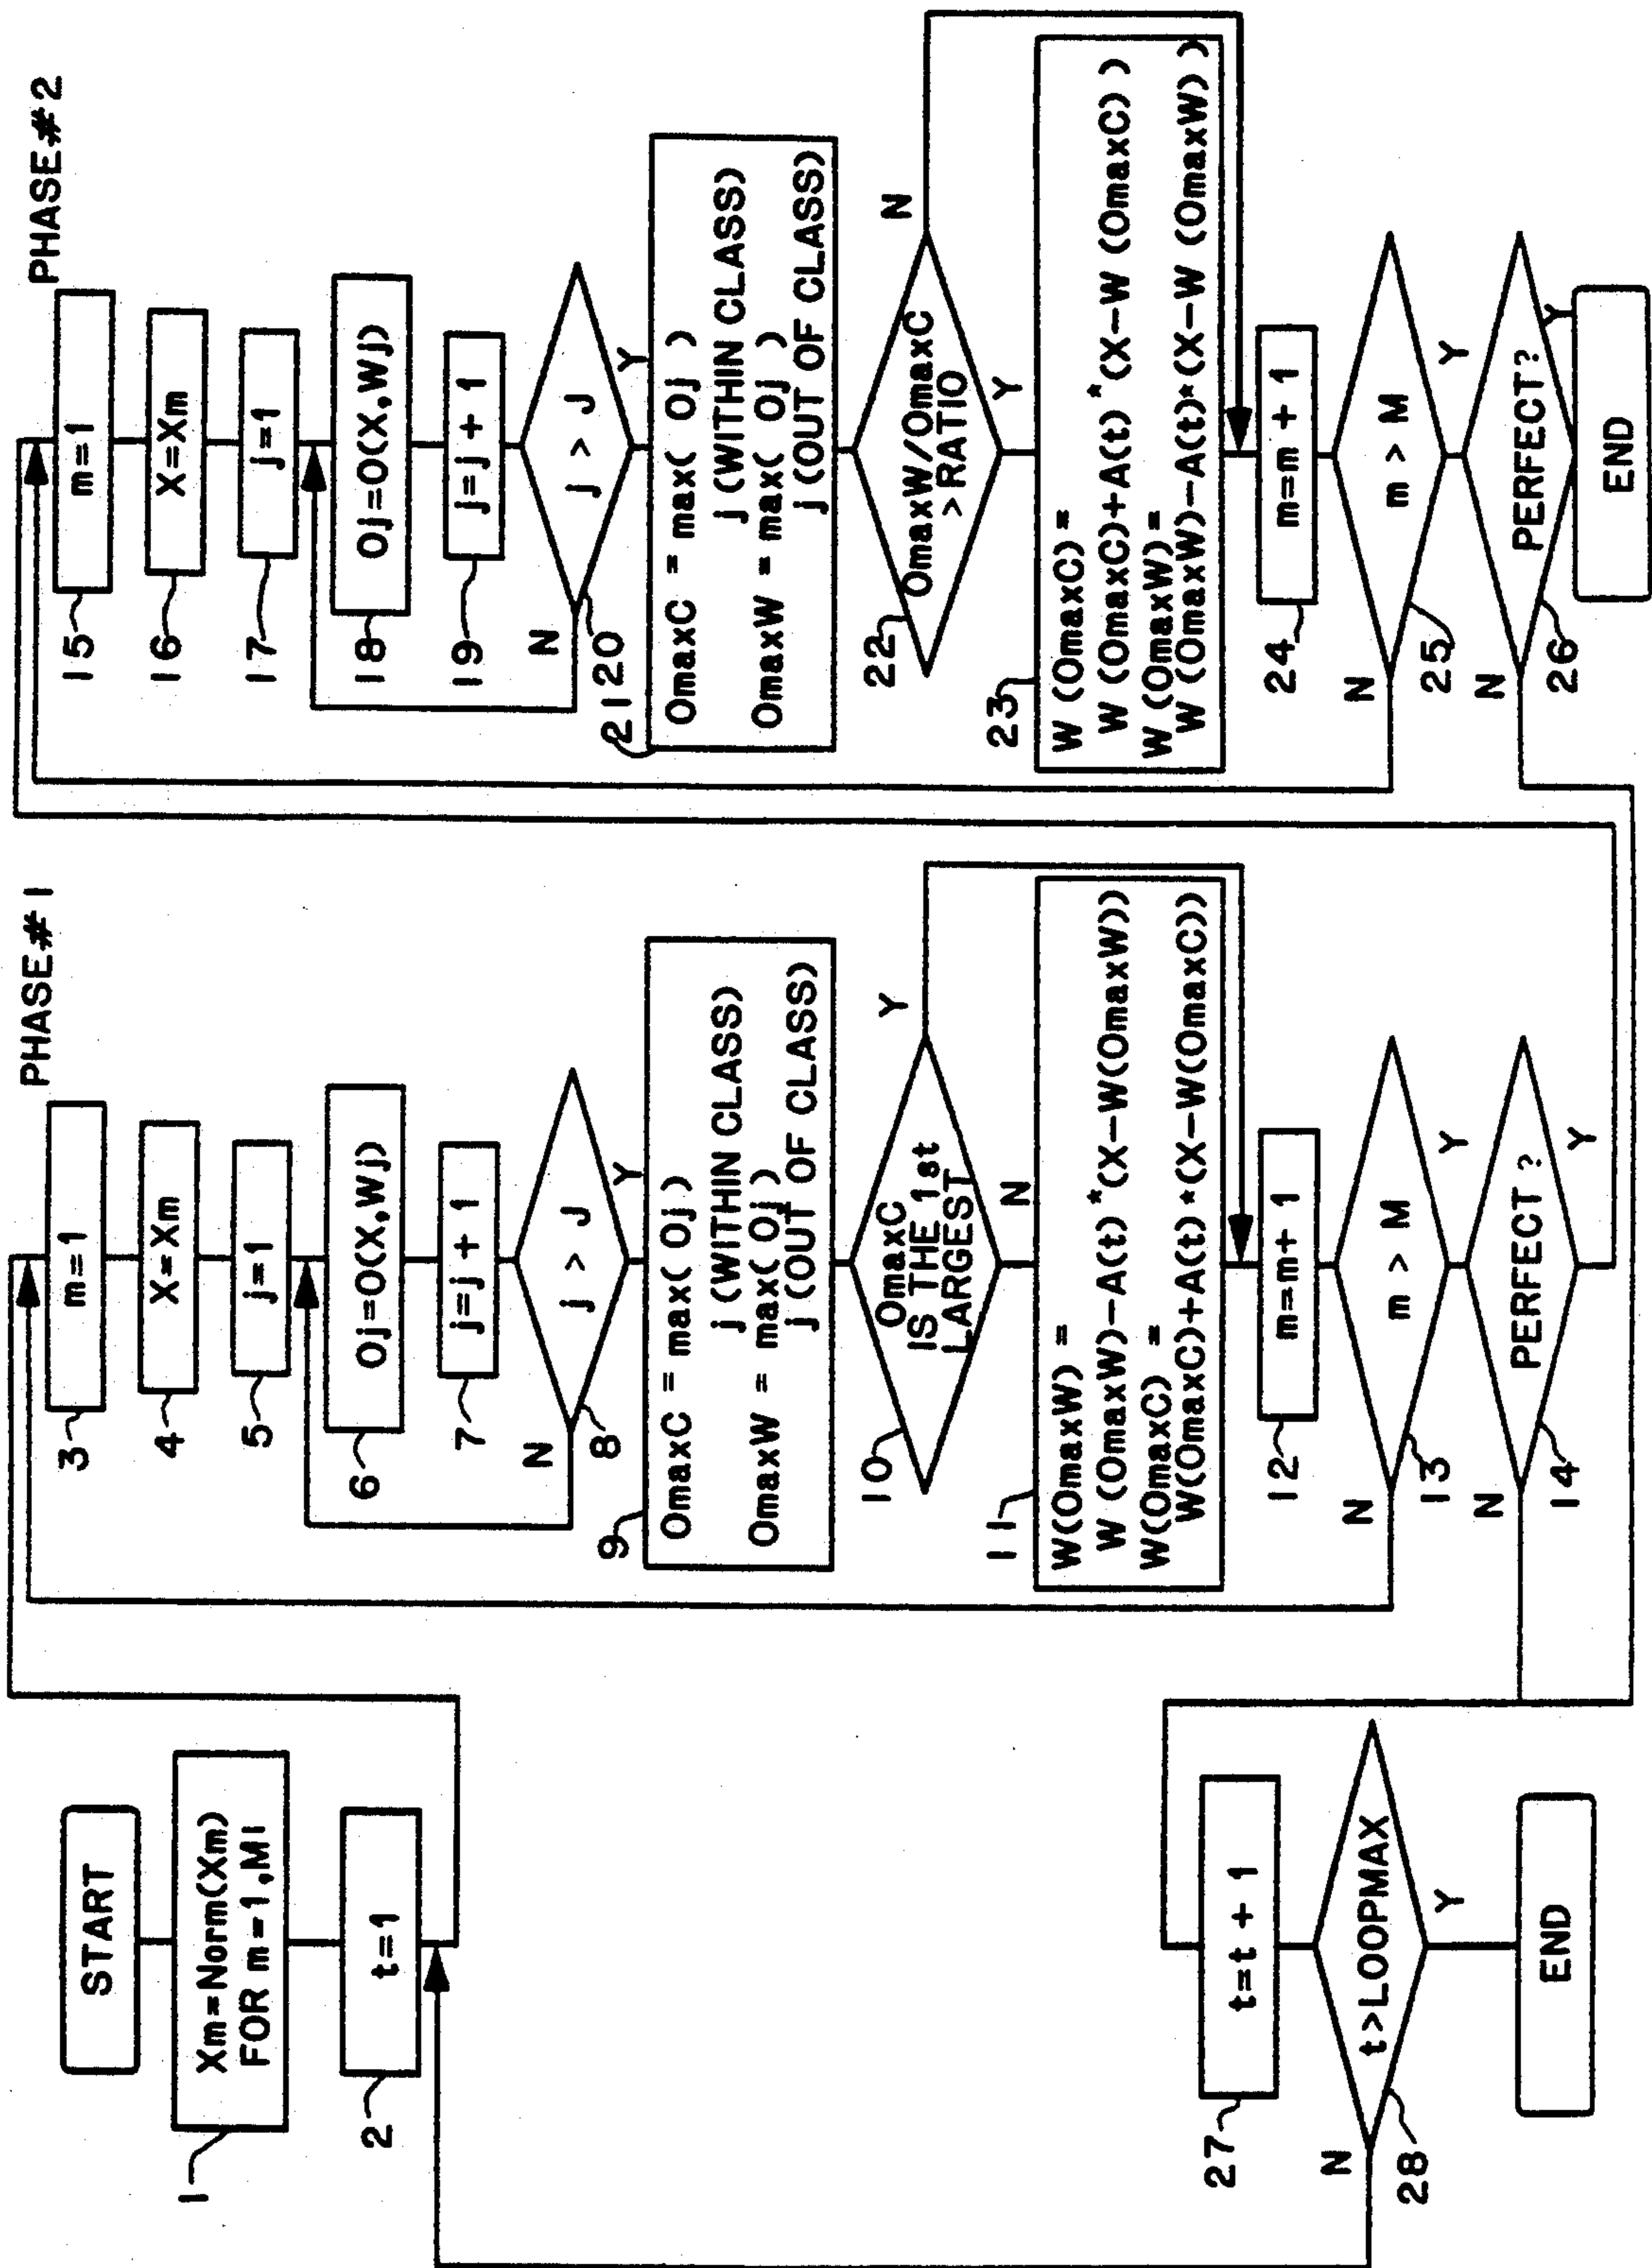 START
Xm=Norm(Xm)
FOR m=1,M
1
t=1
2
PHASE#1
m=1
3
X=Xm
4
j=1
5
Oj=O(X,Wj)
6
j=j + 1
7
j > J
N
Y
8
9
OmaxC = max( Oj )
j (WITHIN CLASS)
OmaxW = max( Oj )
j (OUT OF CLASS)
10
OmaxC
IS THE 1st
LARGEST
Y
N
11
W(OmaxW) =
W (OmaxW)-A(t)*(X-W(OmaxW))
W(OmaxC) =
W(OmaxC)+A(t)*(X-W(OmaxC))
m=m+ 1
12
m > M
N
Y
13
PERFECT ?
N
Y
14
PHASE#2
m=1
15
X=Xm
16
j=1
17
Oj=O(X,Wj)
18
j=j + 1
19
j > J
N
Y
20
21
OmaxC = max( Oj )
j (WITHIN CLASS)
OmaxW = max( Oj )
j (OUT OF CLASS)
22
OmaxW/OmaxC
>RATIO
N
Y
23
W (OmaxC) =
W (OmaxC)+A(t)*(X-W (OmaxC) )
W (OmaxW) =
W (OmaxW)-A(t)*(X-W (OmaxW) )
m=m + 1
24
m > M
N
Y
25
PERFECT?
N
Y
26
END
t=t + 1
27
t>LOOPMAX
N
Y
28
END